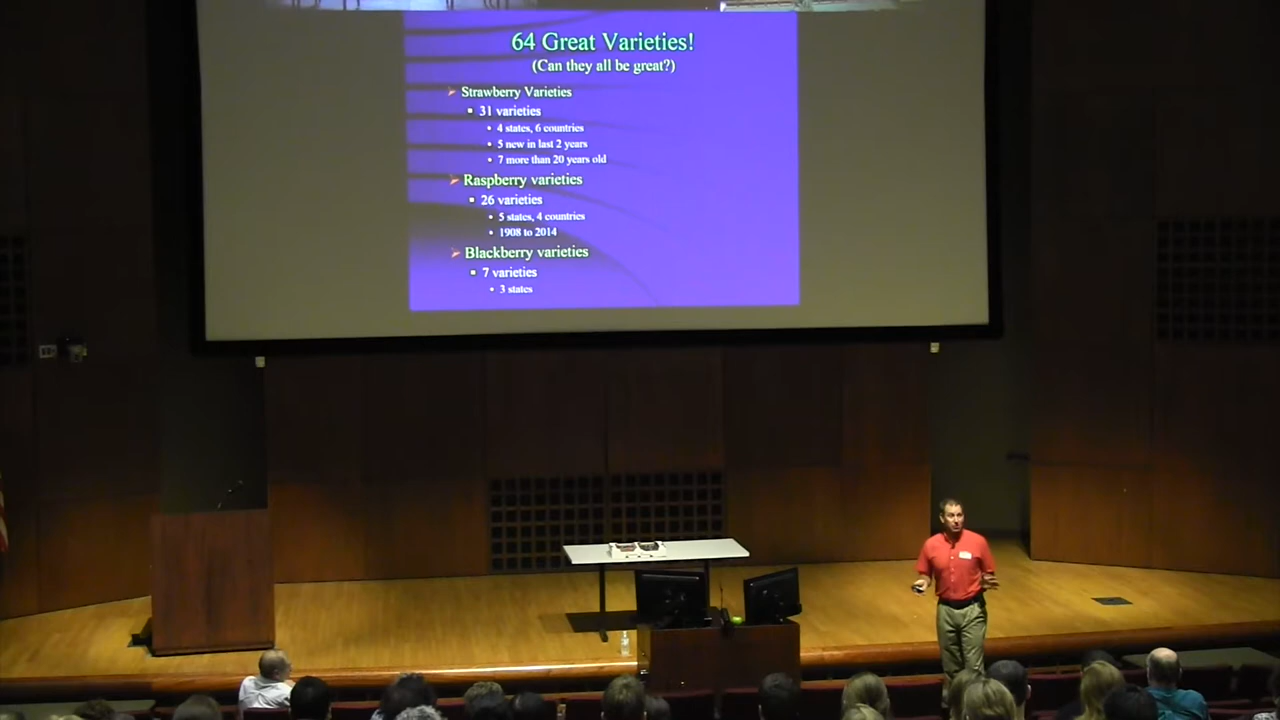 64 Great Varieties!
(Can they all be great?)
Strawberry Varieties
31 varieties
4 states, 6 countries
5 new in last 2 years
7 more than 20 years old
Raspberry varieties
26 varieties
5 states, 4 countries
1908 to 2014
Blackberry varieties
7 varieties
3 states